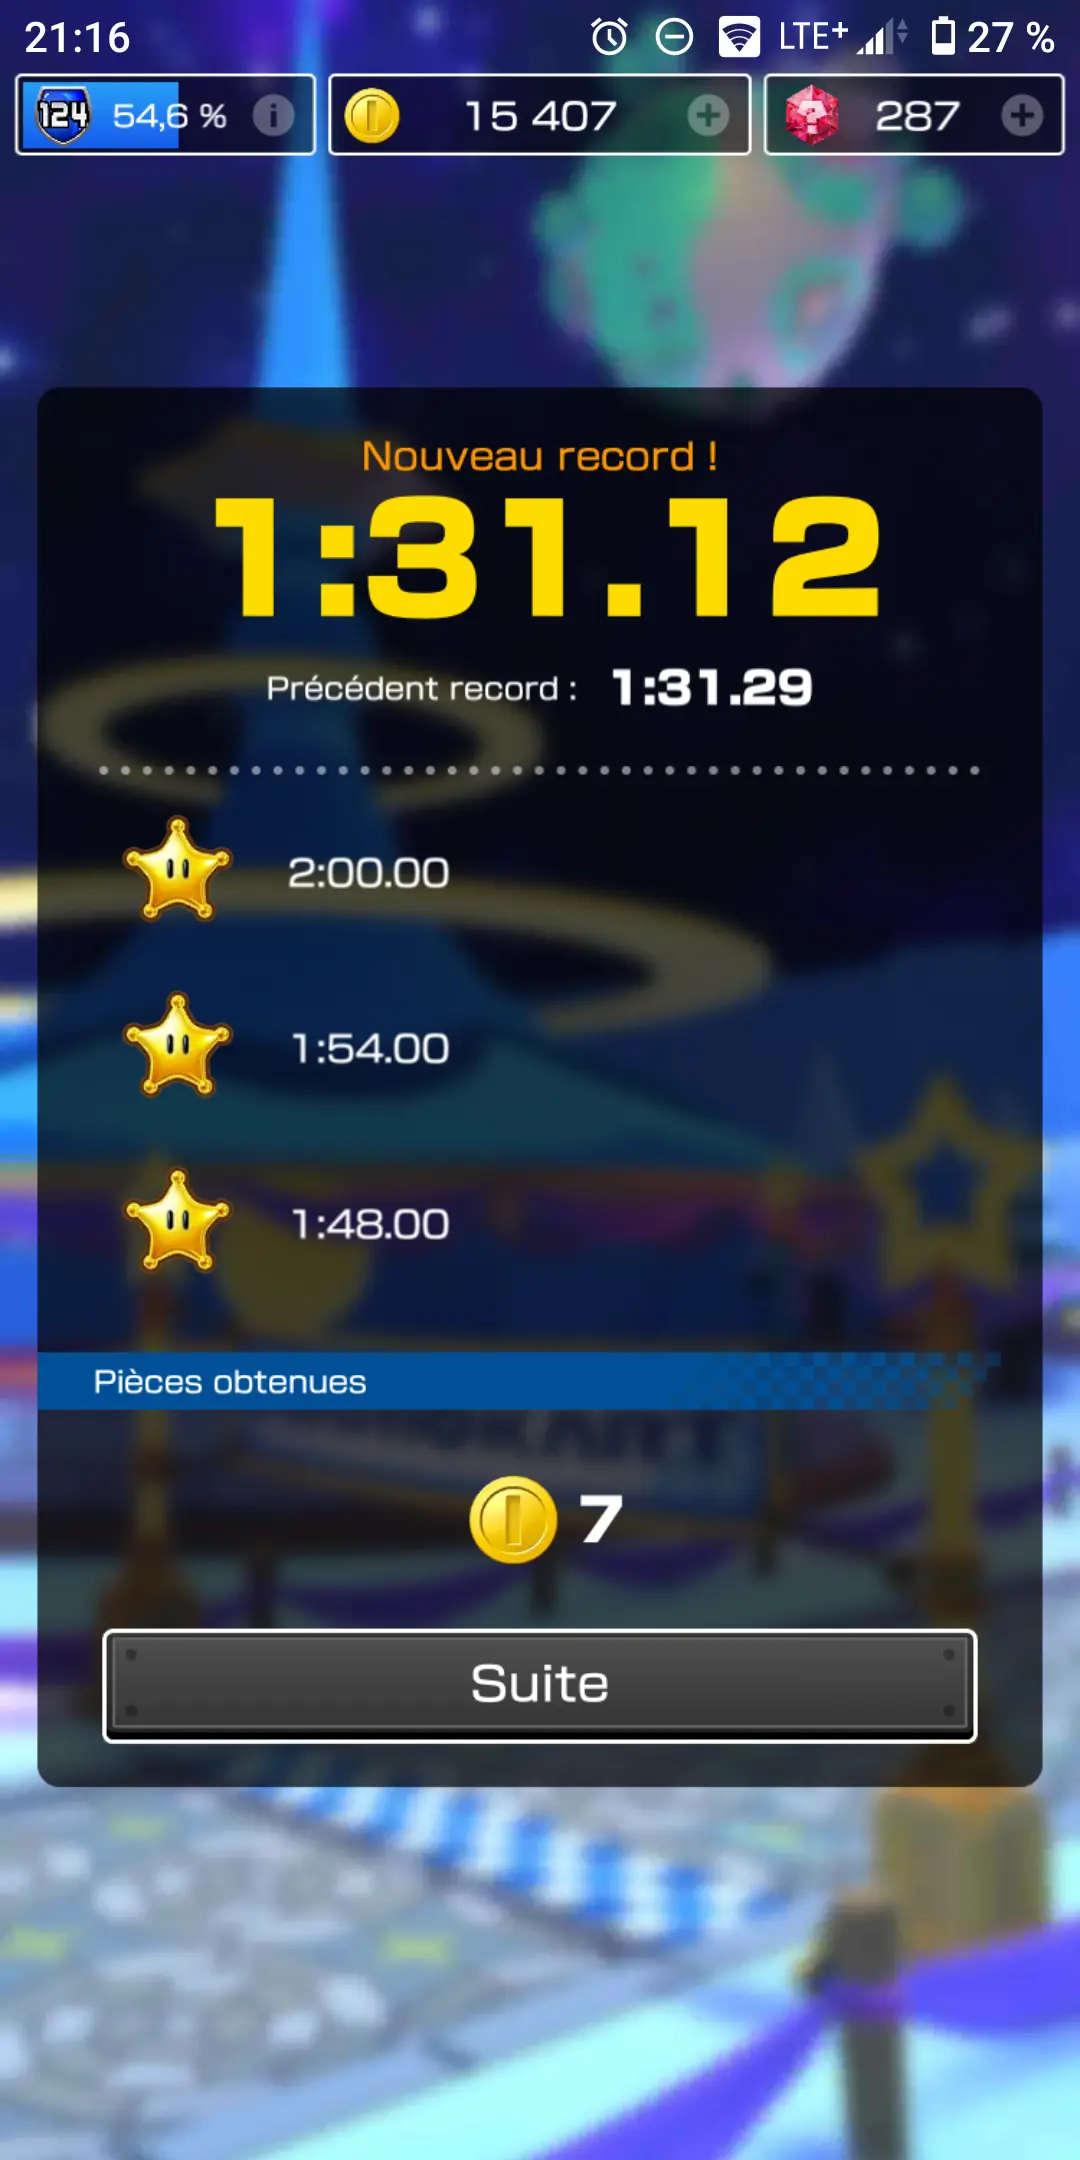 21:16 LTE+ 27 %
124 54,6 % i 15 407 + 287 +
Nouveau record !
1:31.12
Précédent record : 1:31.29
2:00.00
1:54.00
1:48.00
Pièces obtenues
7
Suite